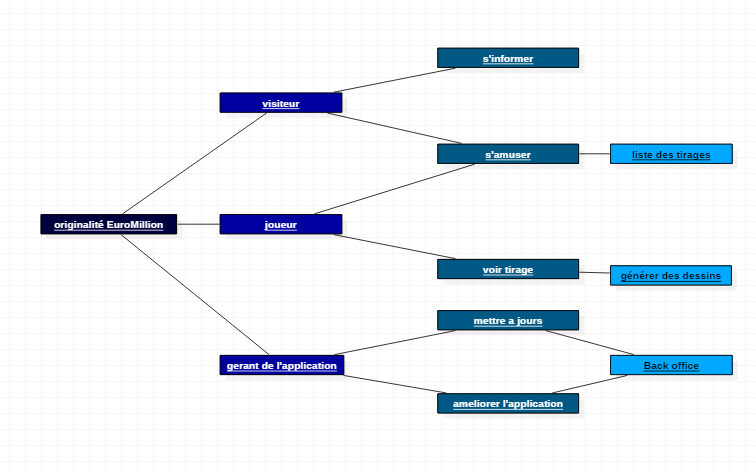 s'informer
visiteur
s'amuser
liste des tirages
originalité EuroMillion
joueur
voir tirage
générer des dessins
mettre a jours
gerant de l'application
Back office
ameliorer l'application